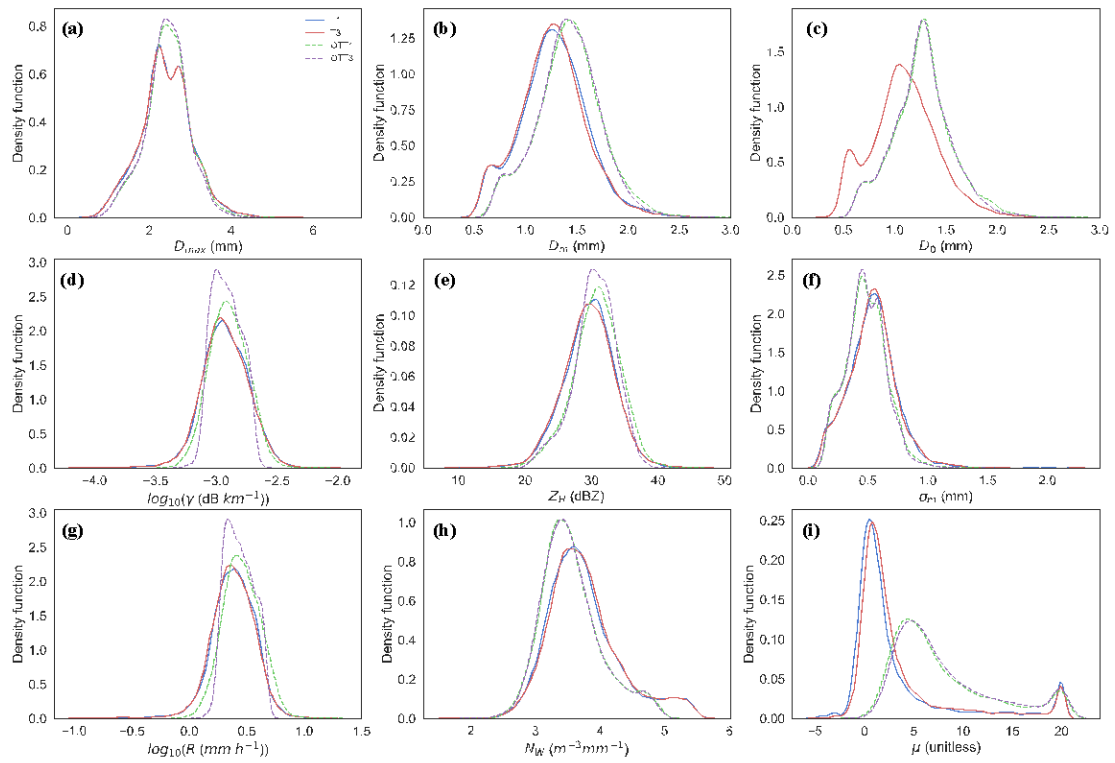 (a)
T3
OTT3
Density function
0.8
0.6
0.4
0.2
0.0
0 2 4 6
(mm)
(b)
Density function
1.25
1.00
0.75
0.50
0.25
0.00
0.0 0.5 1.0 1.5 2.0 2.5 3.0
(mm)
(c)
Density function
1.5
1.0
0.5
0.0
0.0 0.5 1.0 1.5 2.0 2.5 3.0
D₀ (mm)
(d)
Density function
3.0
2.5
2.0
1.5
1.0
0.5
0.0
−4.0 −3.5 −3.0 −2.5 −2.0
log₁₀(γ (dB km⁻¹))
(e)
Density function
0.12
0.10
0.08
0.06
0.04
0.02
0.00
10 20 30 40 50
(dBZ)
(f)
Density function
2.5
2.0
1.5
1.0
0.5
0.0
0.0 0.5 1.0 1.5 2.0
(mm)
(g)
Density function
3.0
2.5
2.0
1.5
1.0
0.5
0.0
−1.0 −0.5 0.0 0.5 1.0 1.5
log₁₀(R (mm h⁻¹))
(h)
Density function
1.0
0.8
0.6
0.4
0.2
0.0
2 3 4 5 6
N_W (m⁻³mm⁻¹)
(i)
Density function
0.25
0.20
0.15
0.10
0.05
0.00
−5 0 5 10 15 20
μ (unitless)